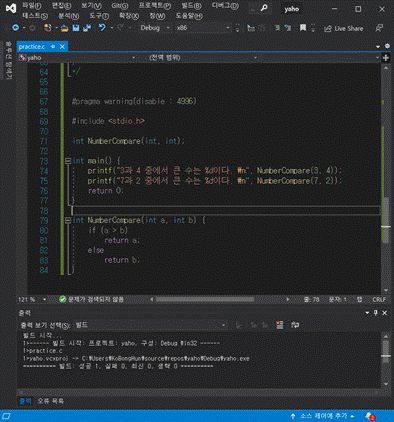 파일(F) 편집(E) 보기(V) Git(G) 프로젝트(P) 빌드(B) 디버그(D) yaho
테스트(S) 분석(N) 도구(T) 확장(X) 창(W) 도움말(H)
Debug x86 Live Share
practice.c
yaho (전역 범위)
64
65 */
66
67 #pragma warning(disable : 4996)
68
69 #include <stdio.h>
70
71 int NumberCompare(int, int);
72
73 int main() {
74 printf("3과 4 중에서 큰 수는 %d이다. ₩n", NumberCompare(3, 4));
75 printf("7과 2 중에서 큰 수는 %d이다. ₩n", NumberCompare(7, 2));
76 return 0;
77 }
78
79 int NumberCompare(int a, int b) {
80 if (a > b)
81 return a;
82 else
83 return b;
84 }
121 % 문제가 검색되지 않음 줄: 78 문자: 1 탭 CRLF
출력
출력 보기 선택(S): 빌드
빌드 시작...
1>------ 빌드 시작: 프로젝트: yaho, 구성: Debug Win32 ------
1>practice.c
1>yaho.vcxproj -> C:₩Users₩KoBongHun₩source₩repos₩yaho₩Debug₩yaho.exe
========== 빌드: 성공 1, 실패 0, 최신 0, 생략 0 ==========
출력 오류 목록
소스 제어에 추가